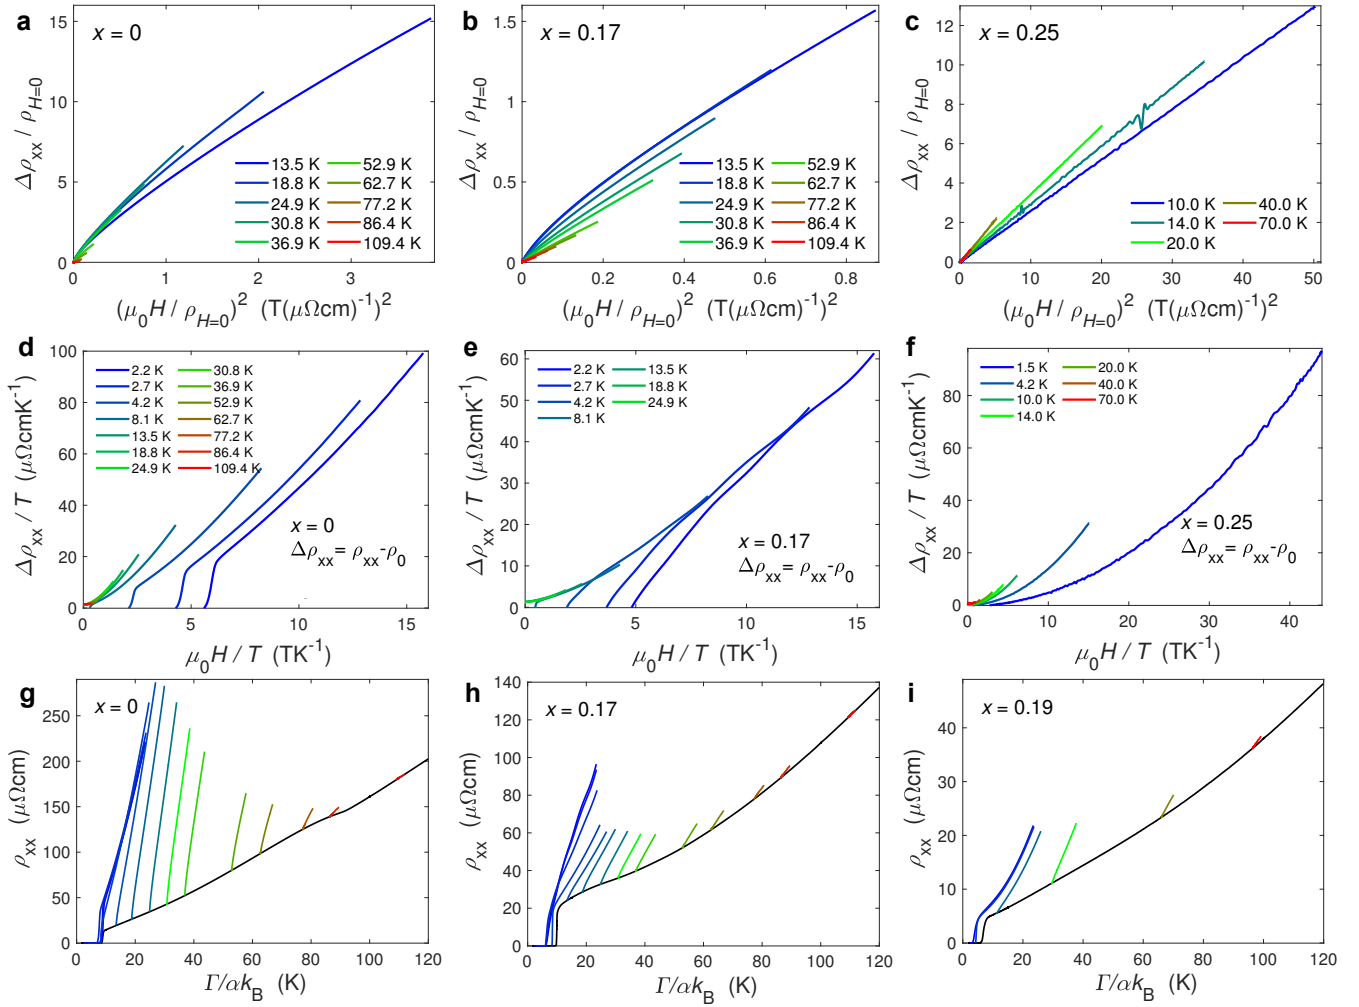 a
x = 0
15
10
5
0
Δρxx / ρH=0
0
1
2
3
(μ0H / ρH=0)² (T(μΩcm)⁻¹)²
13.5 K
18.8 K
24.9 K
30.8 K
36.9 K
52.9 K
62.7 K
77.2 K
86.4 K
109.4 K
b
x = 0.17
1.5
1
0.5
0
Δρxx / ρH=0
0
0.2
0.4
0.6
0.8
(μ0H / ρH=0)² (T(μΩcm)⁻¹)²
13.5 K
18.8 K
24.9 K
30.8 K
36.9 K
52.9 K
62.7 K
77.2 K
86.4 K
109.4 K
c
x = 0.25
12
10
8
6
4
2
0
Δρxx / ρH=0
0
10
20
30
40
50
(μ0H / ρH=0)² (T(μΩcm)⁻¹)²
10.0 K
14.0 K
20.0 K
40.0 K
70.0 K
d
100
80
60
40
20
0
Δρxx / T (μΩcmK⁻¹)
2.2 K
2.7 K
4.2 K
8.1 K
13.5 K
18.8 K
24.9 K
30.8 K
36.9 K
52.9 K
62.7 K
77.2 K
86.4 K
109.4 K
x = 0
Δρxx = ρxx-ρ0
0
5
10
15
μ0H / T (TK⁻¹)
e
60
50
40
30
20
10
0
Δρxx / T (μΩcmK⁻¹)
2.2 K
2.7 K
4.2 K
8.1 K
13.5 K
18.8 K
24.9 K
x = 0.17
Δρxx = ρxx-ρ0
0
5
10
15
μ0H / T (TK⁻¹)
f
80
60
40
20
0
Δρxx / T (μΩcmK⁻¹)
1.5 K
4.2 K
10.0 K
14.0 K
20.0 K
40.0 K
70.0 K
x = 0.25
Δρxx = ρxx-ρ0
0
10
20
30
40
μ0H / T (TK⁻¹)
g
x = 0
250
200
150
100
50
0
ρxx (μΩcm)
0
20
40
60
80
100
120
Γ/αkB (K)
h
x = 0.17
140
120
100
80
60
40
20
0
ρxx (μΩcm)
0
20
40
60
80
100
120
Γ/αkB (K)
i
x = 0.19
40
30
20
10
0
ρxx (μΩcm)
0
20
40
60
80
100
120
Γ/αkB (K)